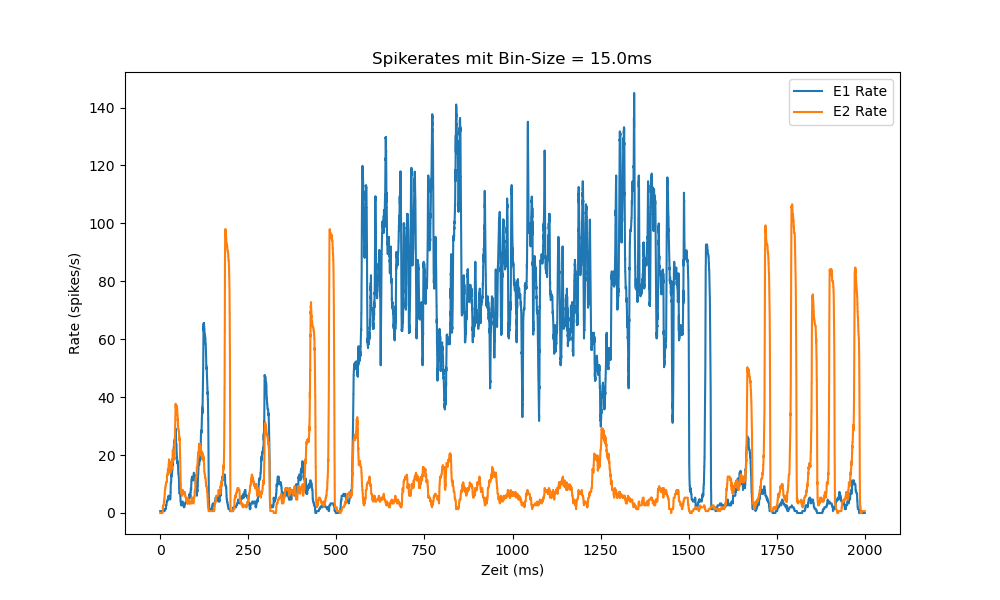 Spikerates mit Bin-Size = 15.0ms
E1 Rate
E2 Rate
Rate (spikes/s)
140
120
100
80
60
40
20
0
0 250 500 750 1000 1250 1500 1750 2000
Zeit (ms)